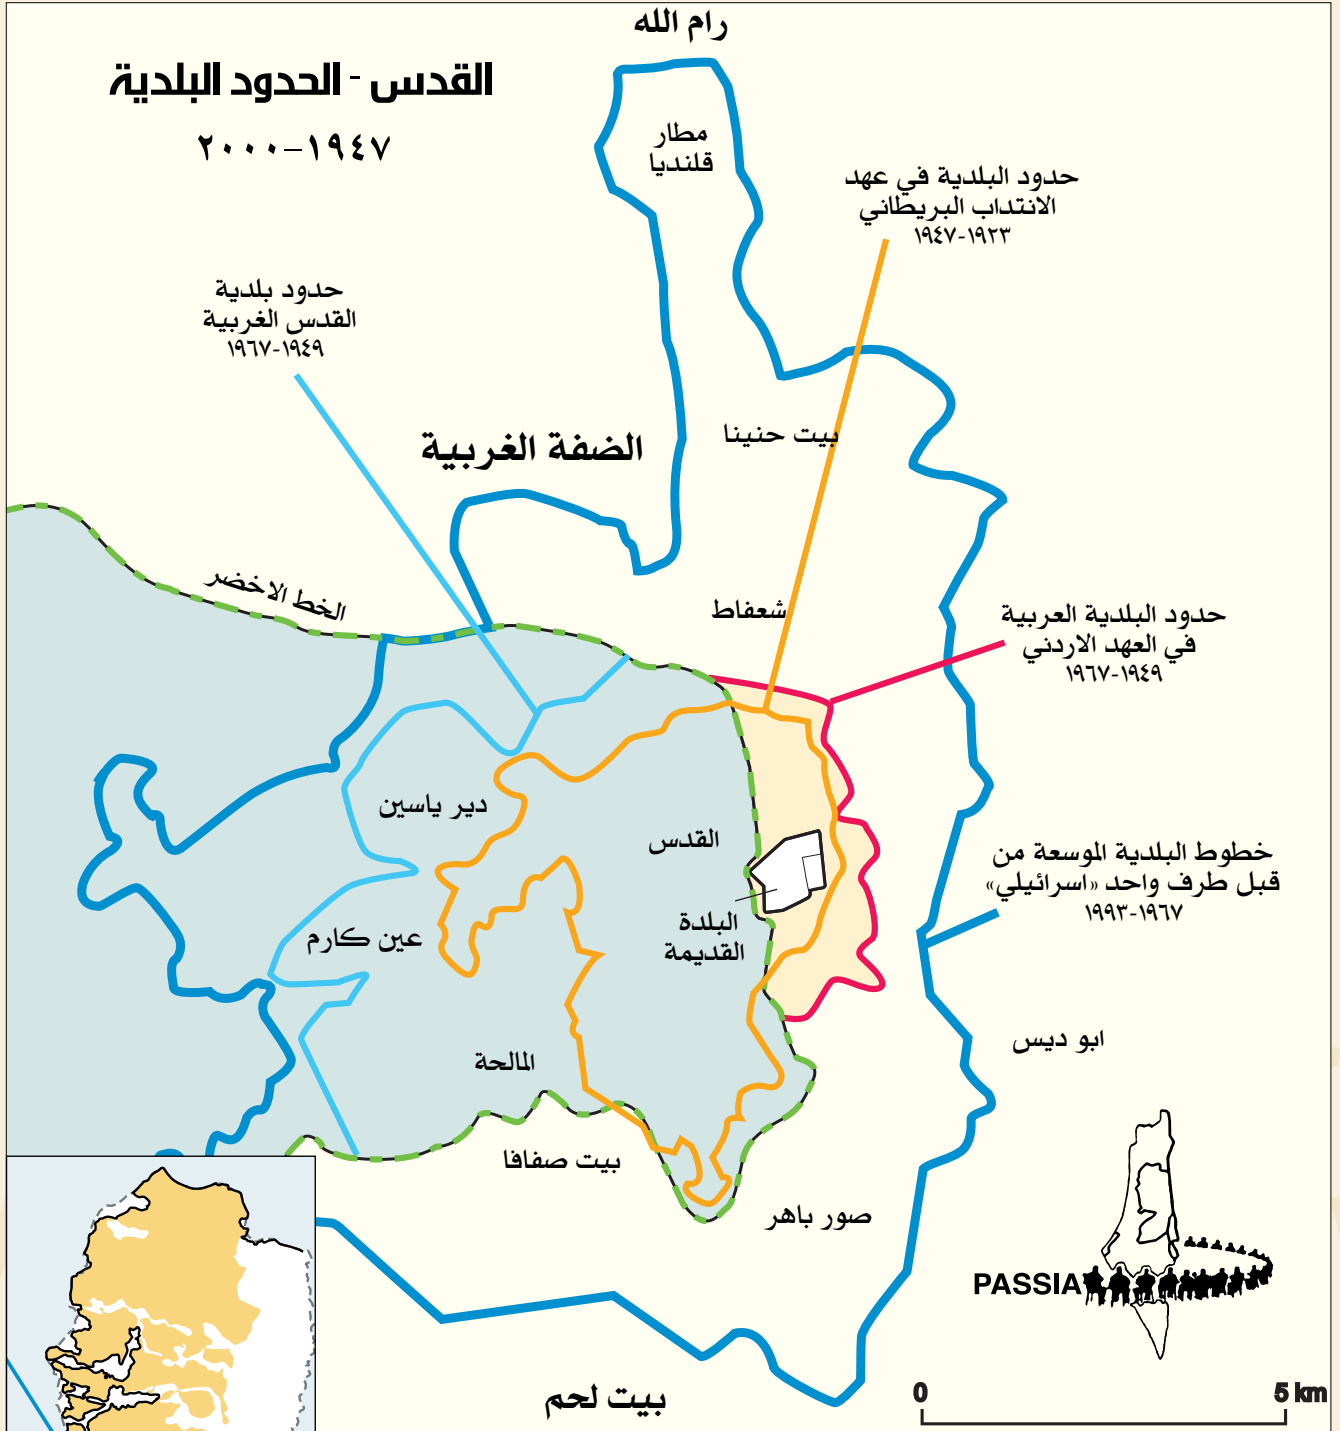 رام الله
القدس - الحدود البلدية
١٩٤٧–٢٠٠٠
مطار
قلنديا
حدود البلدية في عهد
الانتداب البريطاني
١٩٢٣-١٩٤٧
حدود بلدية
القدس الغربية
١٩٤٩-١٩٦٧
بيت حنينا
الضفة الغربية
الخط الاخضر
شعفاط
حدود البلدية العربية
في العهد الاردني
١٩٤٩-١٩٦٧
دير ياسين
القدس
خطوط البلدية الموسعة من
قبل طرف واحد «اسرائيلي»
١٩٦٧-١٩٩٣
البلدة
القديمة
عين كارم
ابو ديس
المالحة
بيت صفافا
صور باهر
PASSIA
بيت لحم
0 5 km